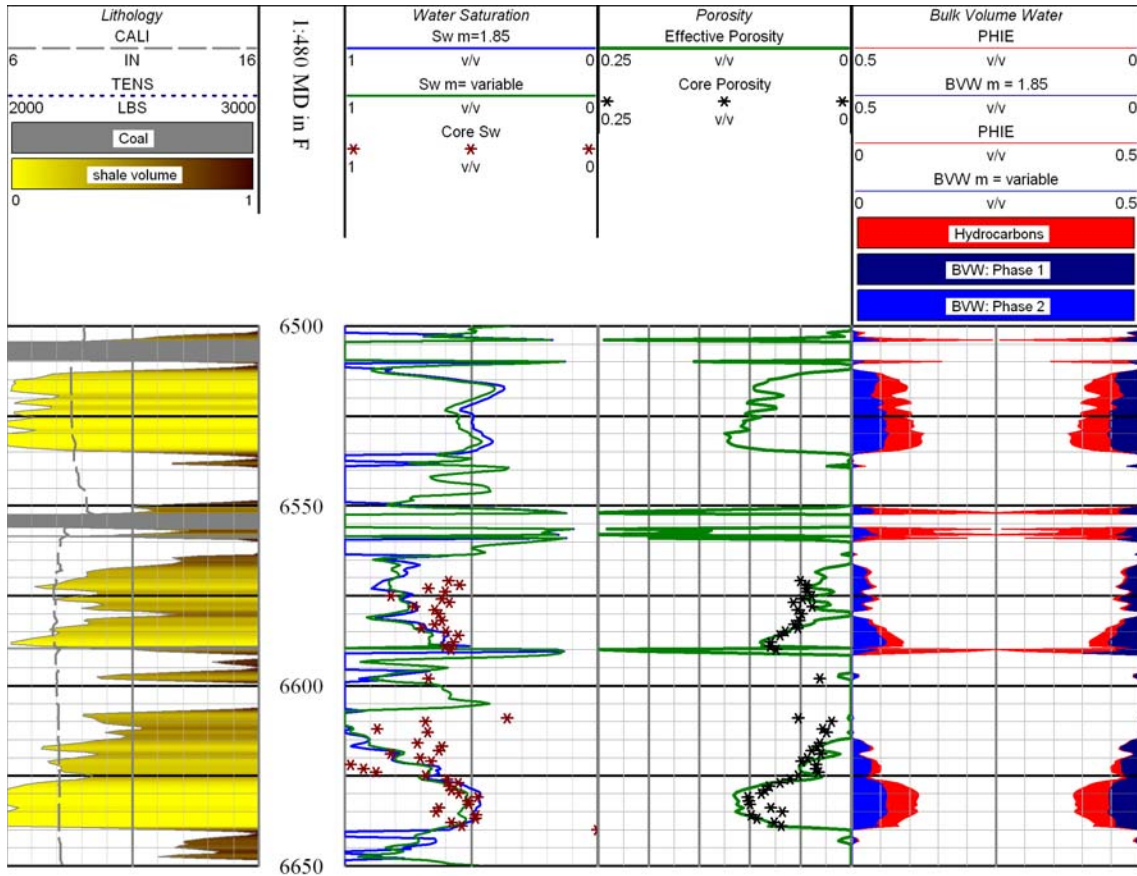 Lithology
CALI
6 IN 16
TENS
2000 LBS 3000
Coal
shale volume
0 1
1:480 MD in F
Water Saturation
Sw m=1.85
1 v/v 0
Sw m= variable
1 v/v 0
Core Sw
1 v/v 0
Porosity
Effective Porosity
0.25 v/v 0
Core Porosity
0.25 v/v 0
Bulk Volume Water
PHIE
0.5 v/v 0
BVW m = 1.85
0.5 v/v 0
PHIE
0 v/v 0.5
BVW m = variable
0 v/v 0.5
Hydrocarbons
BVW: Phase 1
BVW: Phase 2
6500
6550
6600
6650